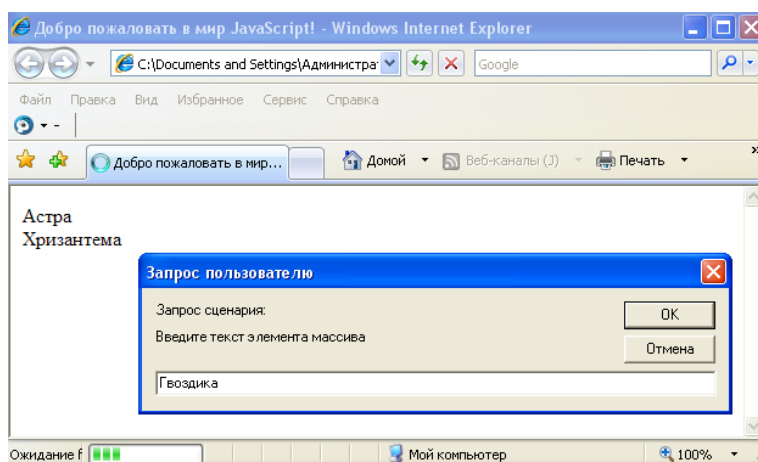 Добро пожаловать в мир JavaScript! - Windows Internet Explorer
C:\Documents and Settings\Администра
Google
Файл Правка Вид Избранное Сервис Справка
Добро пожаловать в мир...
Домой
Веб-каналы (J)
Печать
»
Астра
Хризантема
Запрос пользователю
Запрос сценария:
OK
Введите текст элемента массива
Отмена
Гвоздика
Ожидание f
Мой компьютер
100%